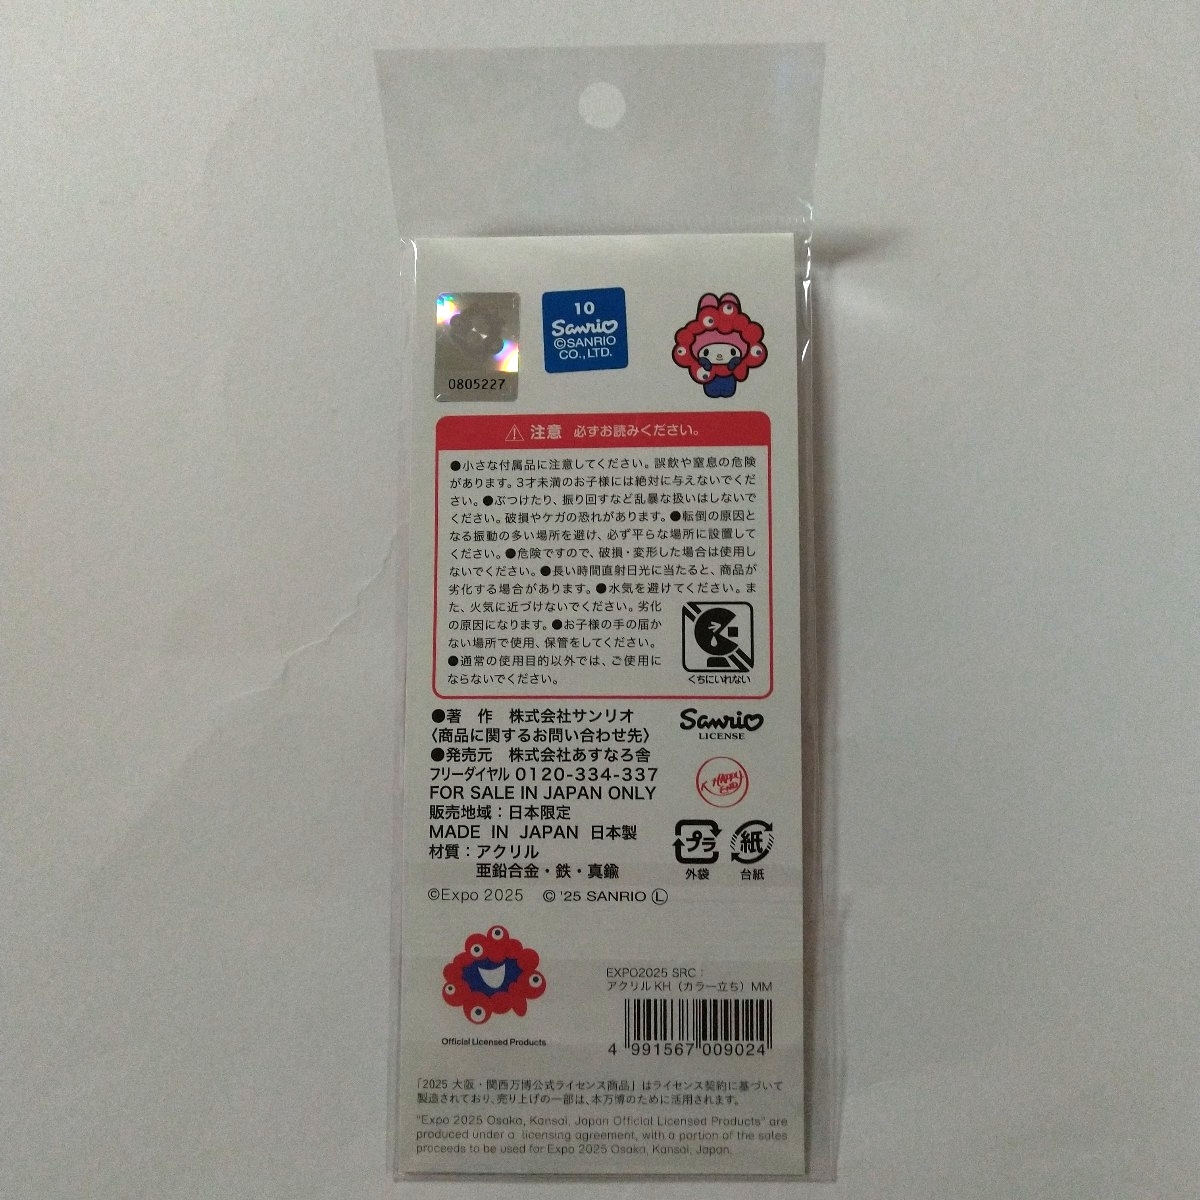 0805227
10
Sanrio
©SANRIO
CO.,LTD.
注意 必ずお読みください。
●小さな付属品に注意してください。誤飲や窒息の危険
があります。3才未満のお子様には絶対に与えないでくだ
さい。●ぶつけたり、振り回すなど乱暴な扱いはしないで
ください。破損やケガの恐れがあります。●転倒の原因と
なる振動の多い場所を避け、必ず平らな場所に設置して
ください。●危険ですので、破損・変形した場合は使用し
ないでください。●長い時間直射日光に当たると、商品が
劣化する場合があります。●水気を避けてください。ま
た、火気に近づけないでください。劣化
の原因になります。●お子様の手の届か
ない場所で使用、保管をしてください。
●通常の使用目的以外では、ご使用に
ならないでください。
くちにいれない
●著 作 株式会社サンリオ
〈商品に関するお問い合わせ先〉
●発売元 株式会社あすなろ舎
フリーダイヤル 0120-334-337
FOR SALE IN JAPAN ONLY
販売地域：日本限定
MADE IN JAPAN 日本製
材質：アクリル
亜鉛合金・鉄・真鍮
©Expo 2025 © '25 SANRIO Ⓛ
Sanrio
LICENSE
HAPPY
END
プラ
外袋
紙
台紙
Official Licensed Products
EXPO2025 SRC：
アクリルKH（カラー立ち）MM
4 991567 009024
「2025 大阪・関西万博公式ライセンス商品」はライセンス契約に基づいて
製造されており、売り上げの一部は、本万博のために活用されます。
"Expo 2025 Osaka, Kansai, Japan Official Licensed Products" are
produced under a licensing agreement, with a portion of the sales
proceeds to be used for Expo 2025 Osaka, Kansai, Japan.